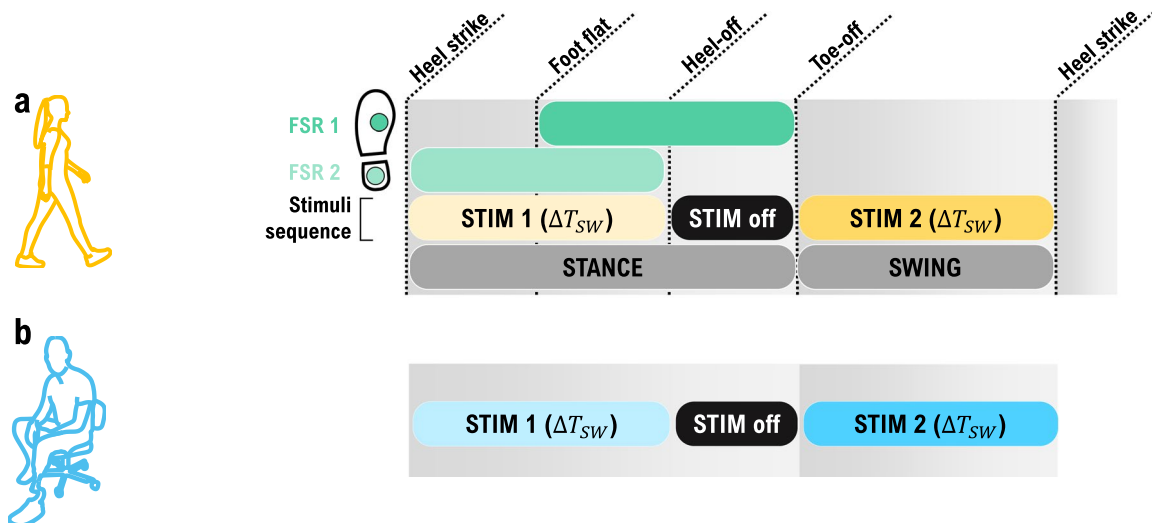 Heel strike
Foot flat
Heel-off
Toe-off
Heel strike
a
FSR 1
FSR 2
Stimuli
sequence
STIM 1 (ΔT_SW)
STIM off
STIM 2 (ΔT_SW)
STANCE
SWING
b
STIM 1 (ΔT_SW)
STIM off
STIM 2 (ΔT_SW)